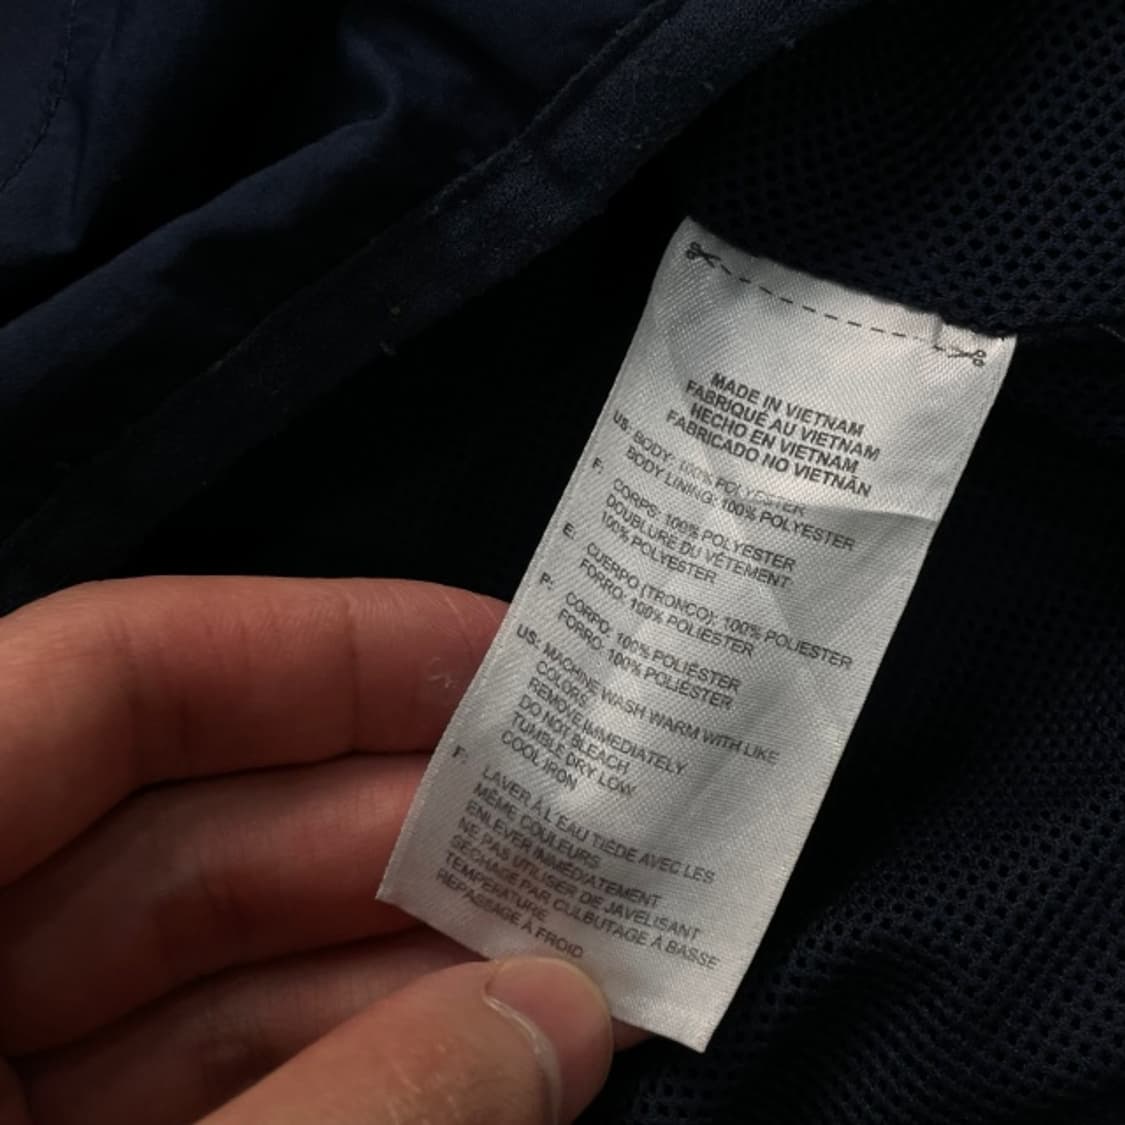 MADE IN VIETNAM
FABRIQUÉ AU VIETNAM
HECHO EN VIETNAM
FABRICADO NO VIETNÃN
US: BODY: 100% POLYESTER
BODY LINING: 100% POLYESTER
F: CORPS: 100% POLYESTER
DOUBLURE DU VÊTEMENT:
100% POLYESTER
E: CUERPO (TRONCO): 100% POLIESTER
FORRO: 100% POLIESTER
P: CORPO: 100% POLIÉSTER
FORRO: 100% POLIÉSTER
US: MACHINE WASH WARM WITH LIKE
COLORS
REMOVE IMMEDIATELY
DO NOT BLEACH
TUMBLE DRY LOW
COOL IRON
F: LAVER À L'EAU TIÈDE AVEC LES
MÊME COULEURS
ENLEVER IMMÉDIATEMENT
NE PAS UTILISER DE JAVELISANT
SÉCHAGE PAR CULBUTAGE À BASSE
TEMPÉRATURE
REPASSAGE À FROID